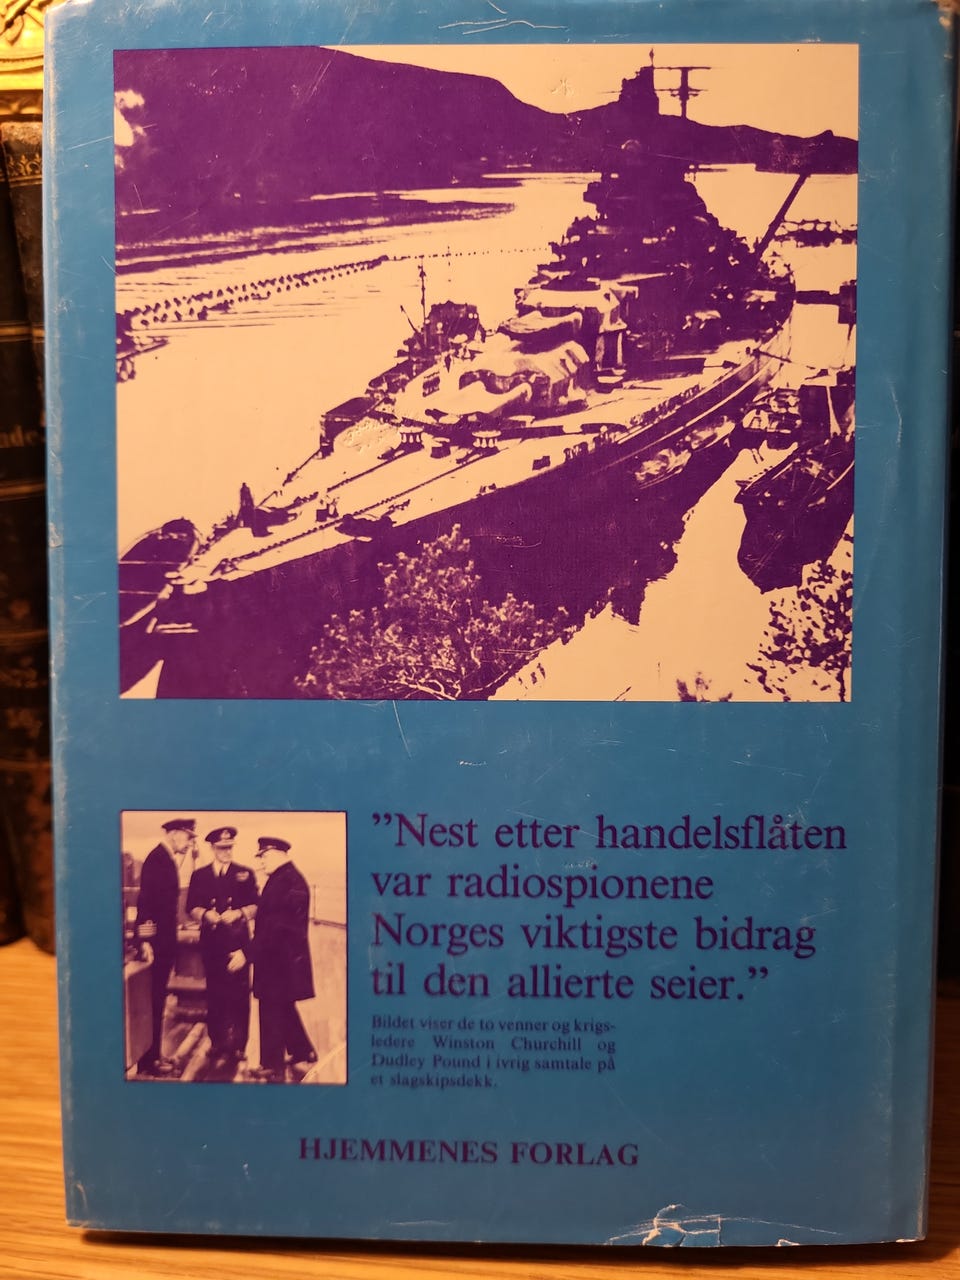 ”Nest etter handelsflåten
var radiospionene
Norges viktigste bidrag
til den allierte seier.”
Bildet viser de to venner og krigs-
ledere Winston Churchill og
Dudley Pound i ivrig samtale på
et slagskipsdekk.
HJEMMENES FORLAG